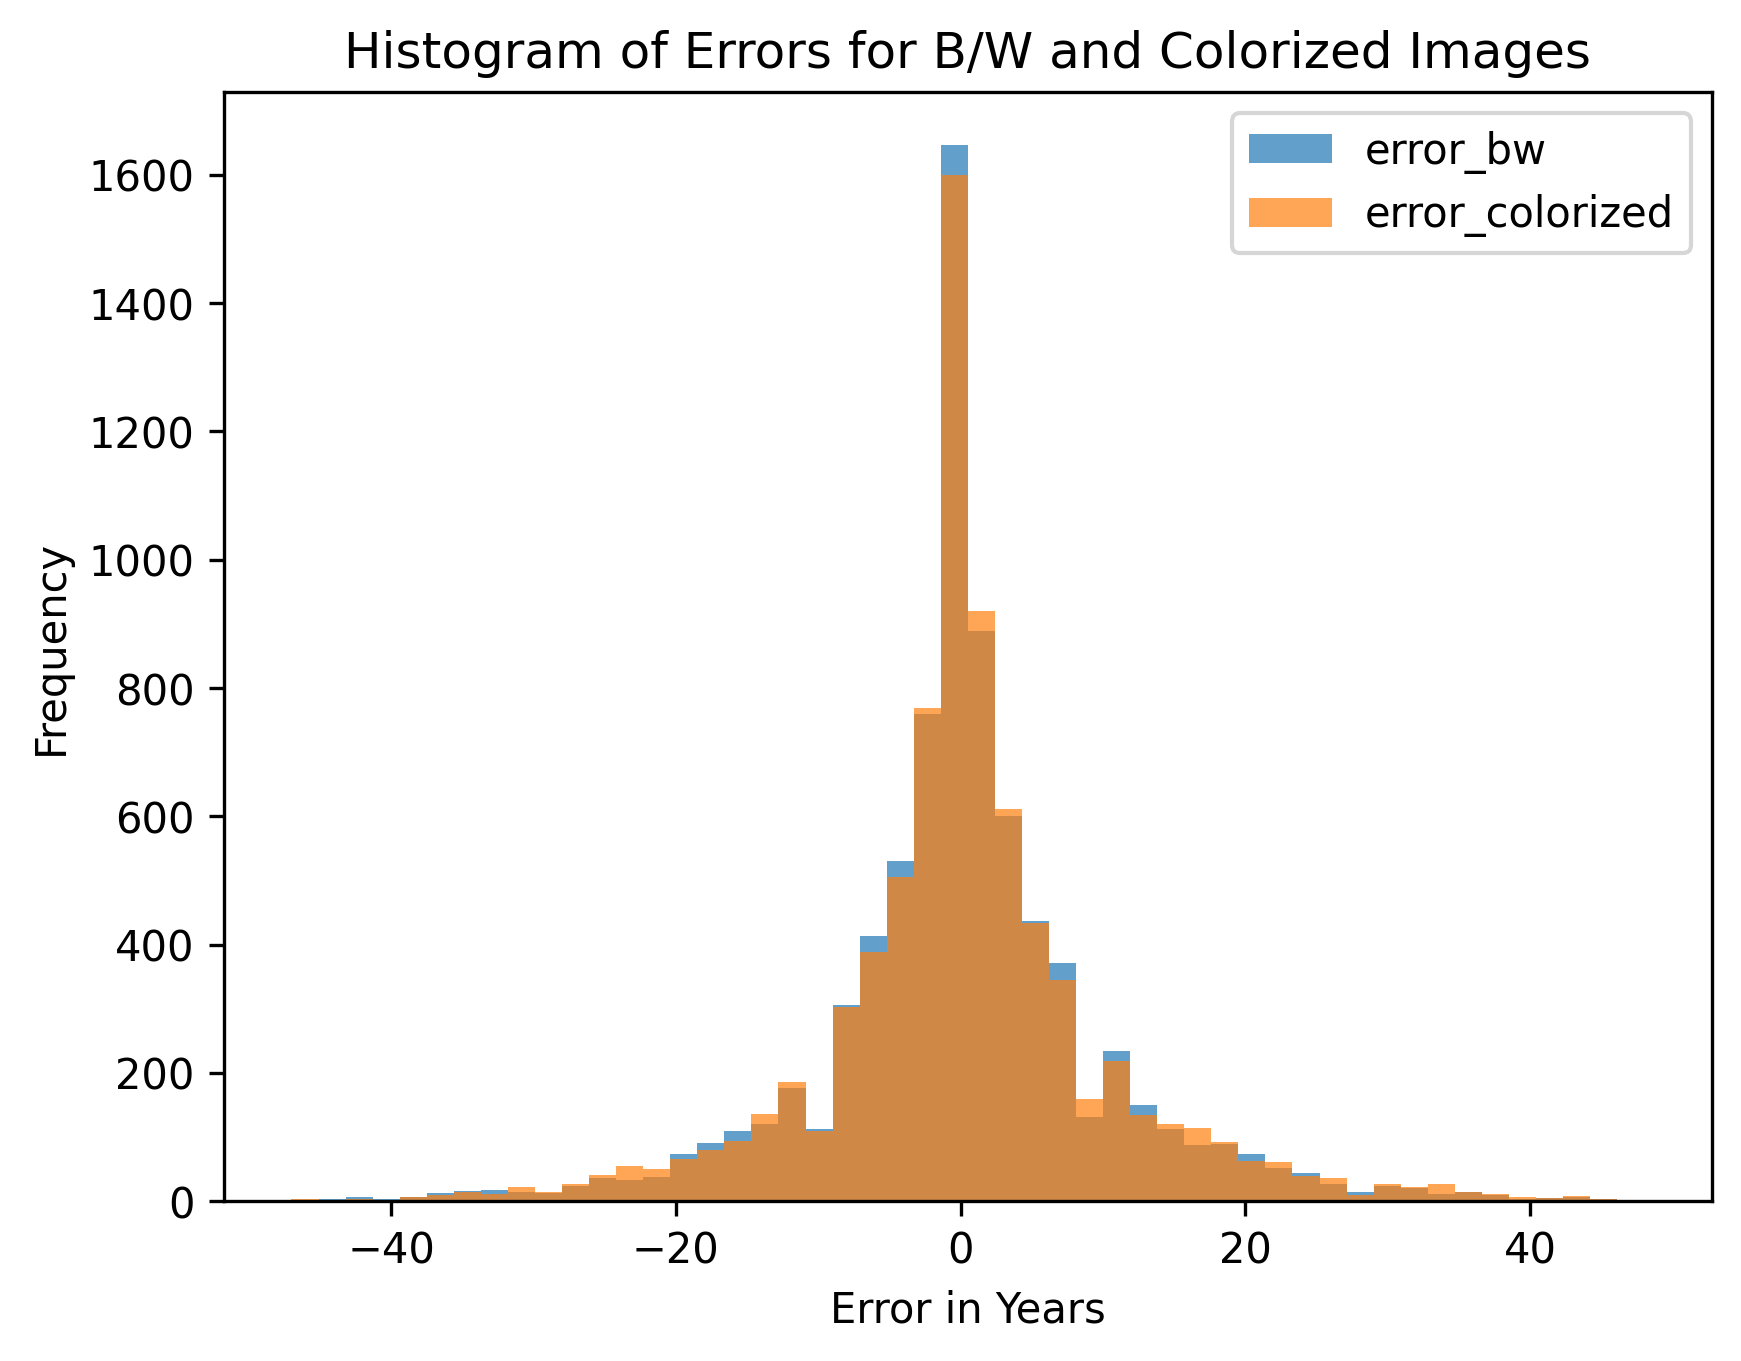 Histogram of Errors for B/W and Colorized Images
error_bw
error_colorized
1600
1400
1200
1000
800
600
400
200
0
Frequency
−40
−20
0
20
40
Error in Years